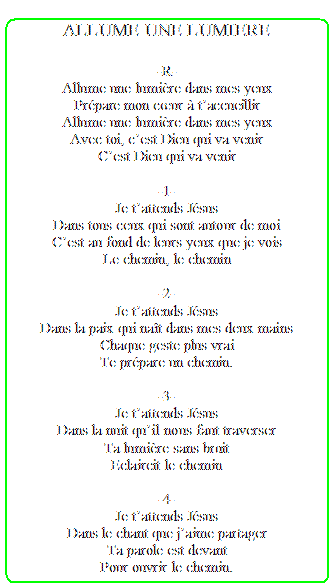 ALLUME UNE LUMIERE
-R-
Allume une lumière dans mes yeux
Prépare mon cœur à t'accueillir
Allume une lumière dans mes yeux
Avec toi, c'est Dieu qui va venir
C'est Dieu qui va venir
-1-
Je t'attends Jésus
Dans tous ceux qui sont autour de moi
C'est au fond de leurs yeux que je vois
Le chemin, le chemin
-2-
Je t'attends Jésus
Dans la paix qui naît dans mes deux mains
Chaque geste plus vrai
Te prépare un chemin.
-3-
Je t'attends Jésus
Dans la nuit qu'il nous faut traverser
Ta lumière sans bruit
Eclaircit le chemin
-4-
Je t'attends Jésus
Dans le chant que j'aime partager
Ta parole est devant
Pour ouvrir le chemin.